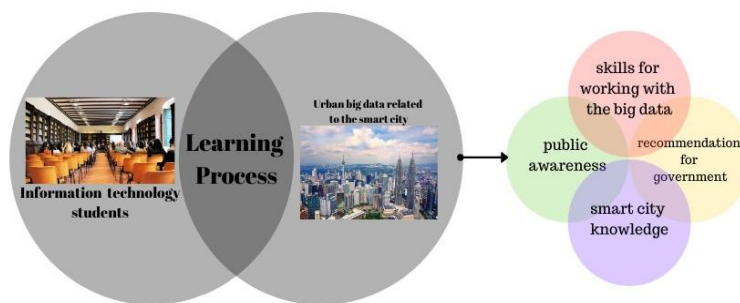 Information technology
students
Learning
Process
Urban big data related
to the smart city
skills for
working with
the big data
public
awareness
recommendation
for
government
smart city
knowledge